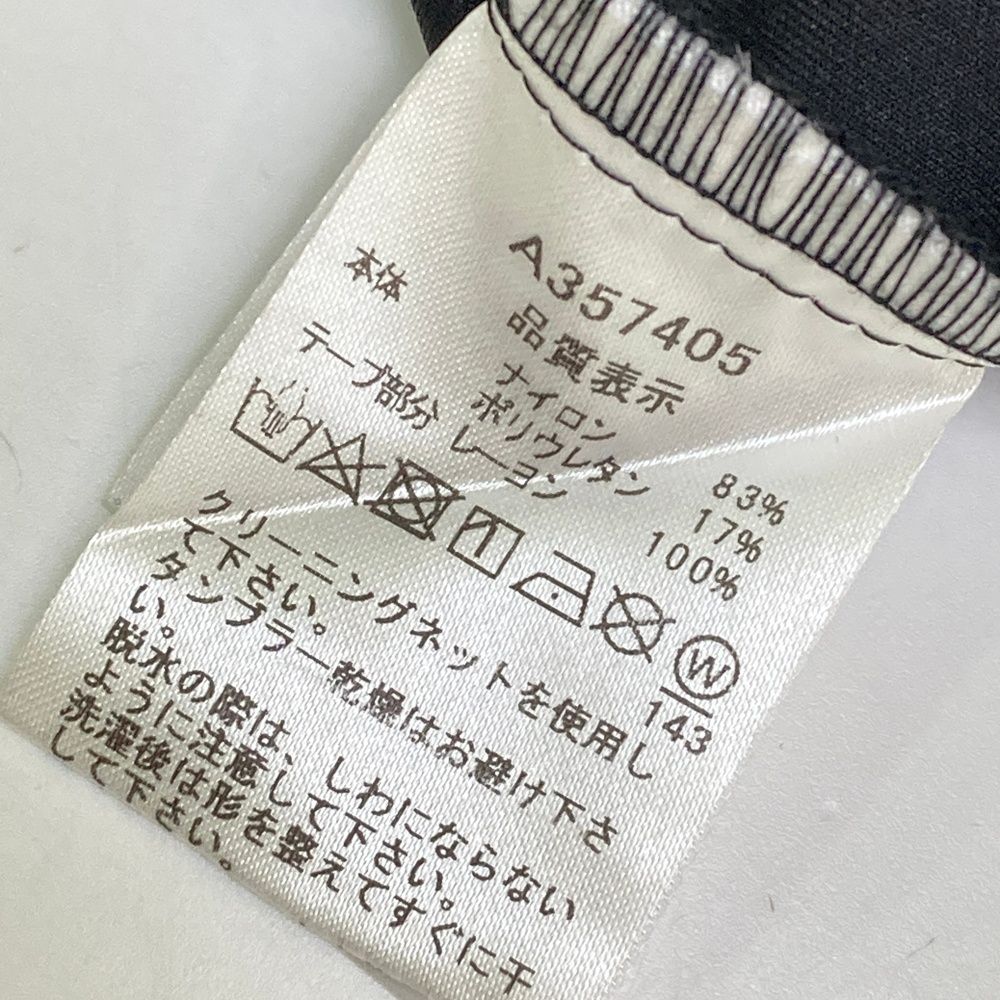 A357405
品質表示
本体 ナイロン 83%
ポリウレタン 17%
テープ部分 レーヨン 100%
W
143
クリーニングネットを使用し
て下さい。
タンブラー乾燥はお避け下さ
い。
脱水の際は、しわにならない
ように注意して下さい。
洗濯後は形を整えてすぐに干
して下さい。